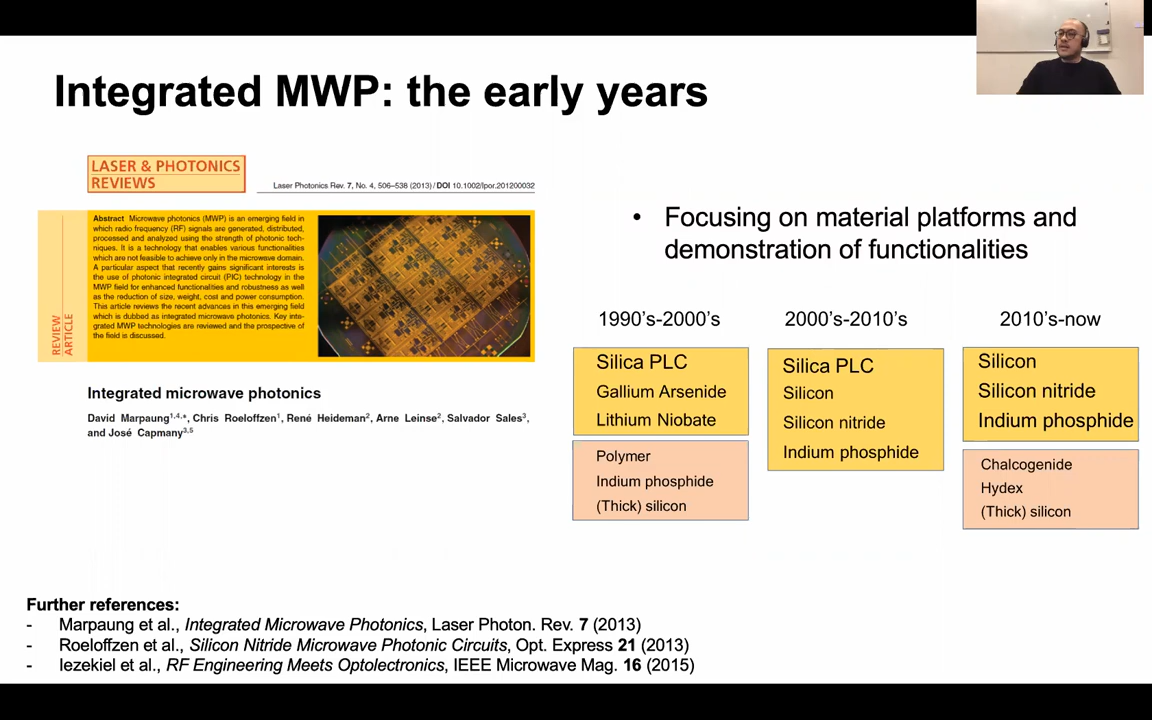 Integrated MWP: the early years
LASER & PHOTONICS
REVIEWS
Laser Photonics Rev. 7, No. 4, 506–538 (2013) / DOI 10.1002/lpor.201200032
REVIEW
ARTICLE
Abstract Microwave photonics (MWP) is an emerging field in
which radio frequency (RF) signals are generated, distributed,
processed and analyzed using the strength of photonic tech-
niques. It is a technology that enables various functionalities
which are not feasible to achieve only in the microwave domain.
A particular aspect that recently gains significant interests is
the use of photonic integrated circuit (PIC) technology in the
MWP field for enhanced functionalities and robustness as well
as the reduction of size, weight, cost and power consumption.
This article reviews the recent advances in this emerging field
which is dubbed as integrated microwave photonics. Key inte-
grated MWP technologies are reviewed and the prospective of
the field is discussed.
Integrated microwave photonics
David Marpaung1,4,*, Chris Roeloffzen1, René Heideman2, Arne Leinse2, Salvador Sales3,
and José Capmany3,5
• Focusing on material platforms and
demonstration of functionalities
1990's-2000's
Silica PLC
Gallium Arsenide
Lithium Niobate
Polymer
Indium phosphide
(Thick) silicon
2000's-2010's
Silica PLC
Silicon
Silicon nitride
Indium phosphide
2010's-now
Silicon
Silicon nitride
Indium phosphide
Chalcogenide
Hydex
(Thick) silicon
Further references:
- Marpaung et al., Integrated Microwave Photonics, Laser Photon. Rev. 7 (2013)
- Roeloffzen et al., Silicon Nitride Microwave Photonic Circuits, Opt. Express 21 (2013)
- Iezekiel et al., RF Engineering Meets Optolectronics, IEEE Microwave Mag. 16 (2015)